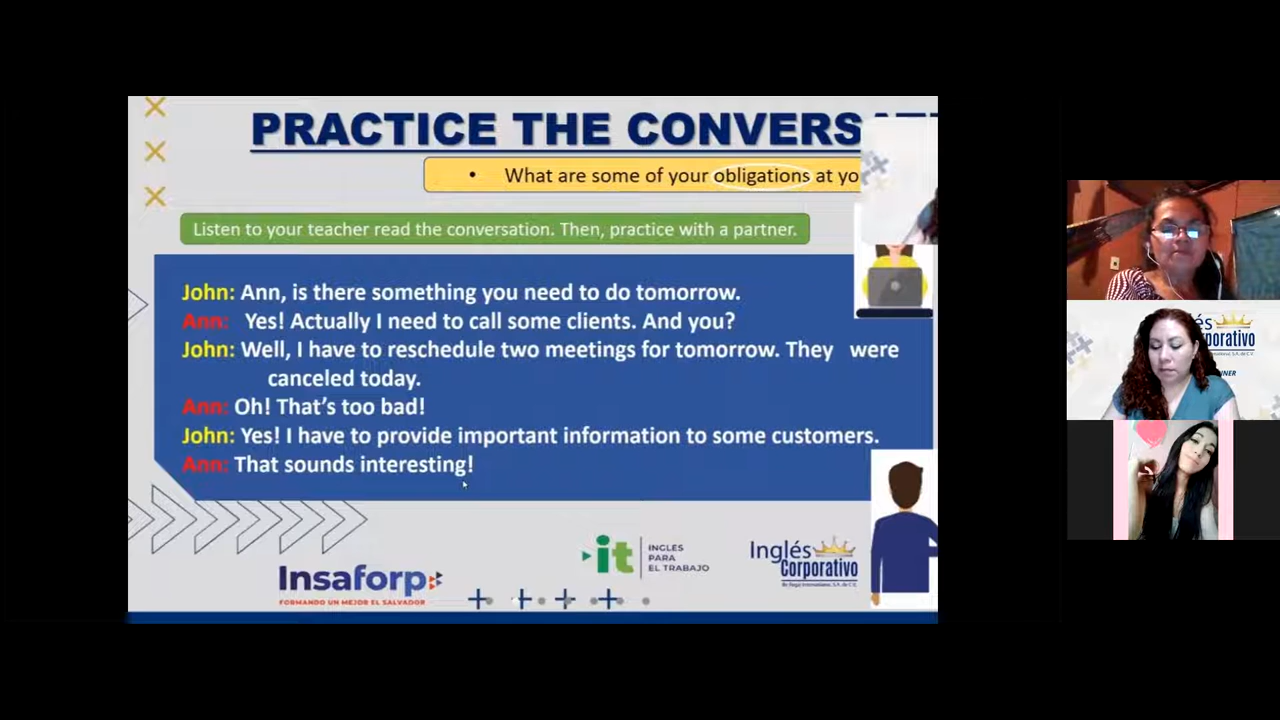 PRACTICE THE CONVERSAT
• What are some of your obligations at yo
Listen to your teacher read the conversation. Then, practice with a partner.
John: Ann, is there something you need to do tomorrow.
Ann: Yes! Actually I need to call some clients. And you?
John: Well, I have to reschedule two meetings for tomorrow. They were
canceled today.
Ann: Oh! That’s too bad!
John: Yes! I have to provide important information to some customers.
Ann: That sounds interesting!
Insaforp
FORMANDO UN MEJOR EL SALVADOR
it
INGLES
PARA
EL TRABAJO
Inglés
Corporativo
és
rporativo